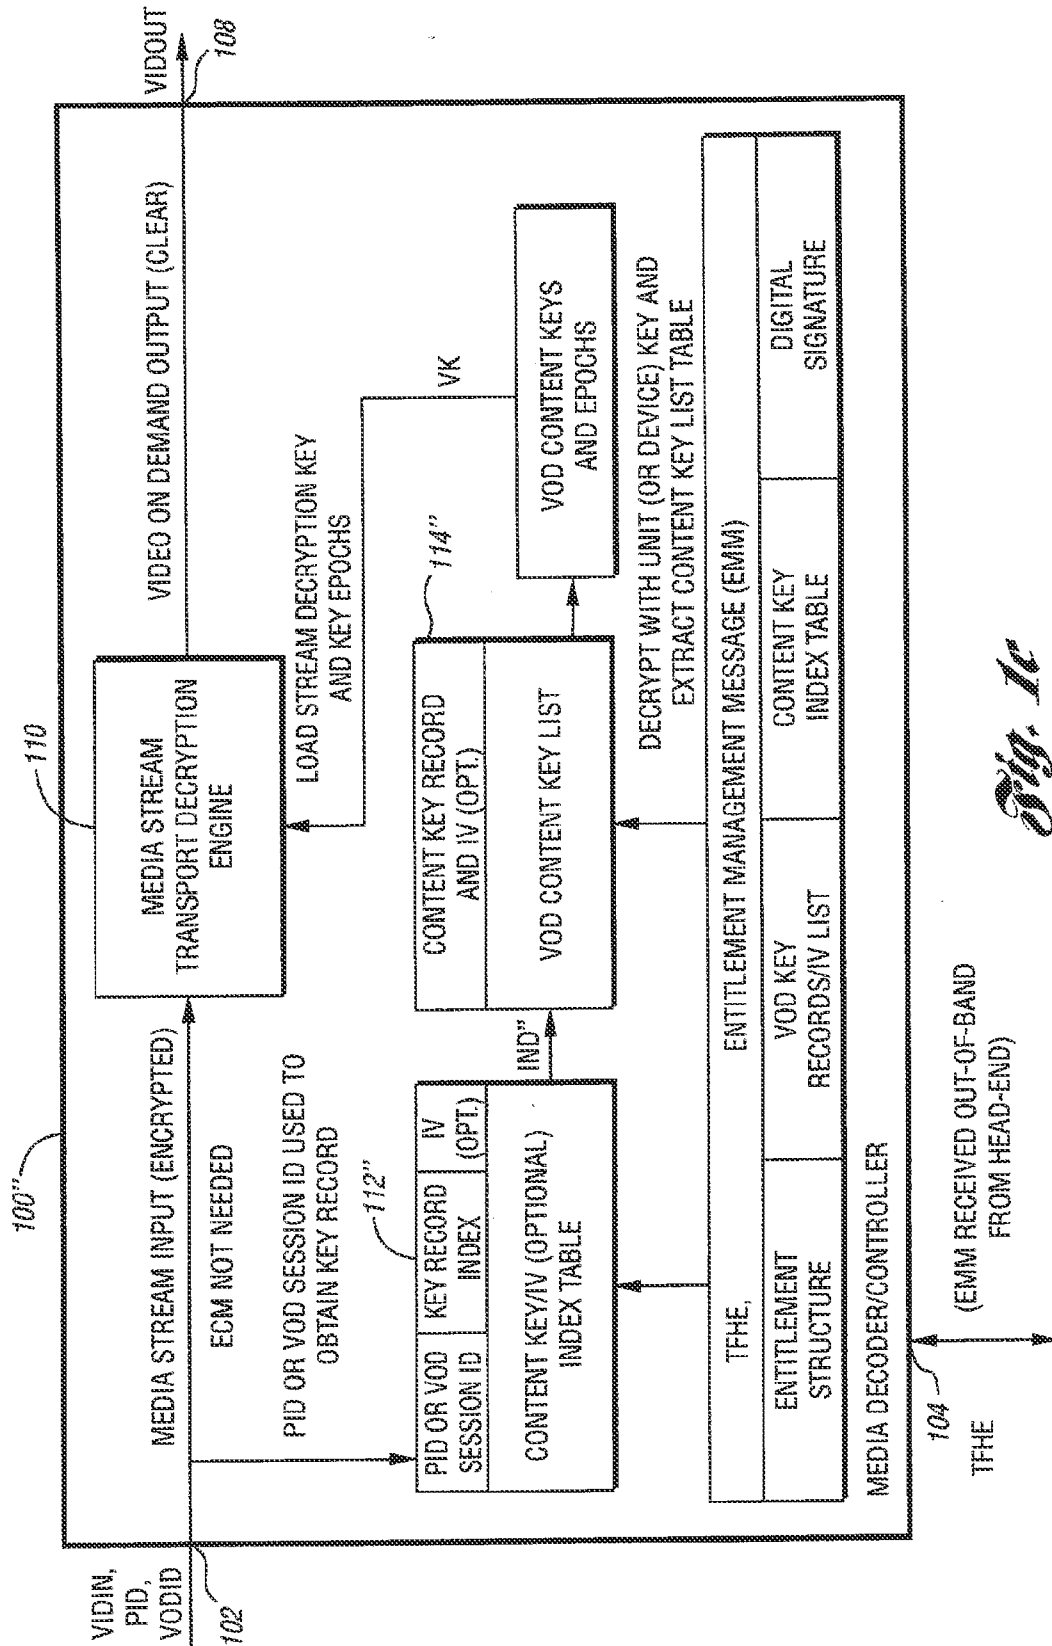 100"
VIDIN,
PID,
VODID
102
MEDIA STREAM INPUT (ENCRYPTED)
ECM NOT NEEDED
PID OR VOD SESSION ID USED TO
OBTAIN KEY RECORD
110
MEDIA STREAM
TRANSPORT DECRYPTION
ENGINE
VIDEO ON DEMAND OUTPUT (CLEAR)
VIDOUT
108
LOAD STREAM DECRYPTION KEY
AND KEY EPOCHS
VK
PID OR VOD
SESSION ID
KEY RECORD
INDEX
IV
(OPT.)
112"
CONTENT KEY/IV (OPTIONAL)
INDEX TABLE
IND"
CONTENT KEY RECORD
AND IV (OPT.)
114"
VOD CONTENT KEY LIST
VOD CONTENT KEYS
AND EPOCHS
DECRYPT WITH UNIT (OR DEVICE) KEY AND
EXTRACT CONTENT KEY LIST TABLE
TFHE,
ENTITLEMENT MANAGEMENT MESSAGE (EMM)
ENTITLEMENT
STRUCTURE
VOD KEY
RECORDS/IV LIST
CONTENT KEY
INDEX TABLE
DIGITAL
SIGNATURE
MEDIA DECODER/CONTROLLER
104
TFHE
(EMM RECEIVED OUT-OF-BAND
FROM HEAD-END)
Fig. 1c